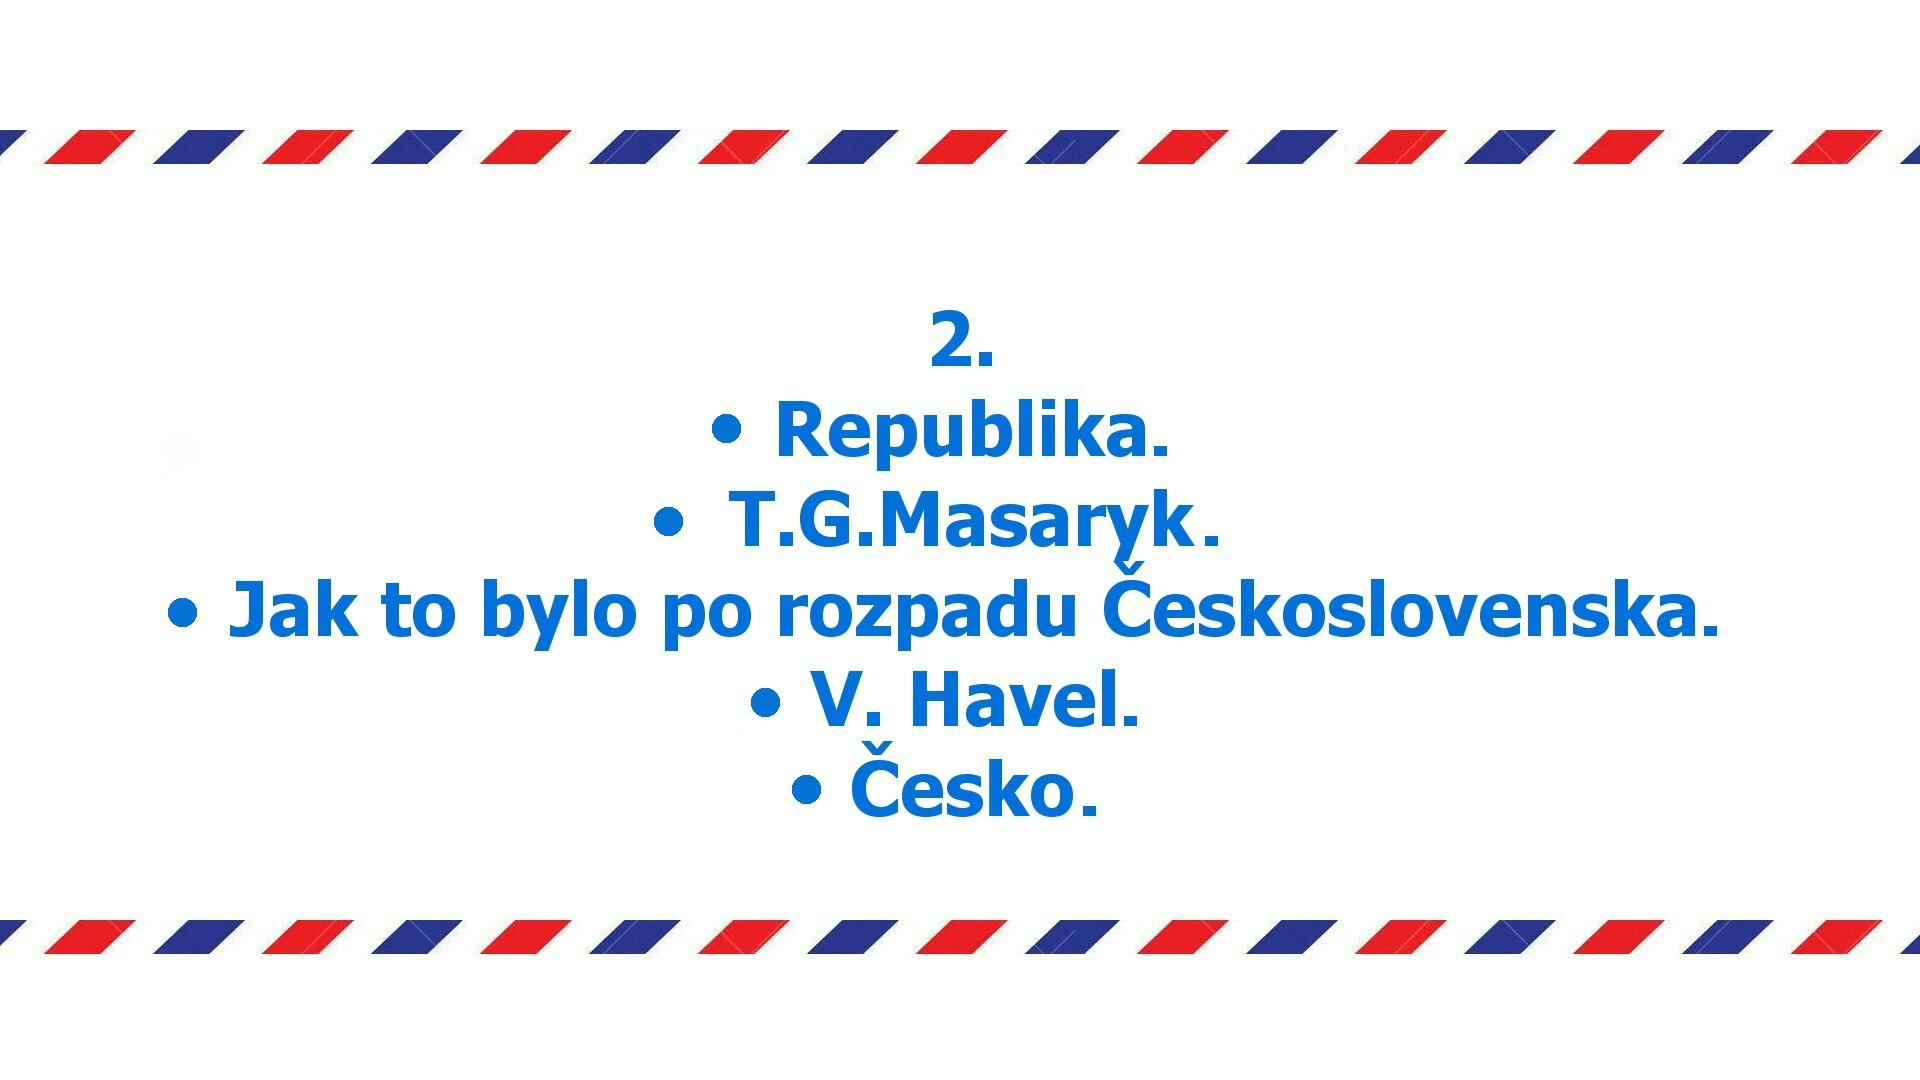 2.
• Republika.
• T.G.Masaryk.
• Jak to bylo po rozpadu Československa.
• V. Havel.
• Česko.